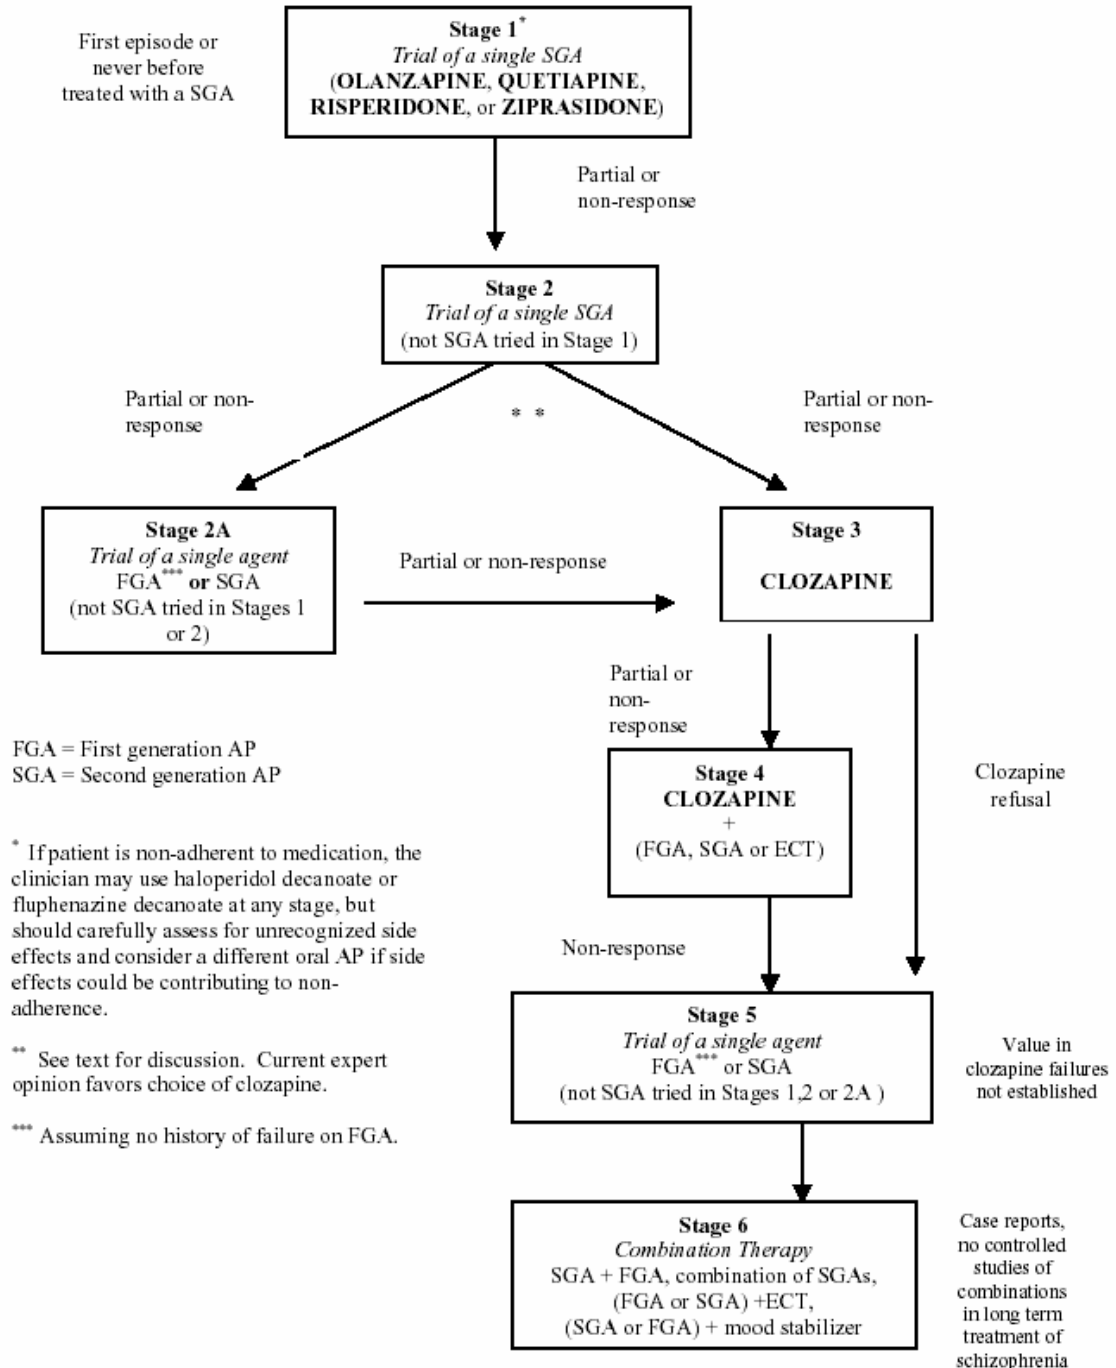 First episode or
never before
treated with a SGA
Stage 1*
Trial of a single SGA
(OLANZAPINE, QUETIAPINE,
RISPERIDONE, or ZIPRASIDONE)
Partial or
non-response
Stage 2
Trial of a single SGA
(not SGA tried in Stage 1)
Partial or non-
response
* *
Partial or non-
response
Stage 2A
Trial of a single agent
FGA*** or SGA
(not SGA tried in Stages 1
or 2)
Partial or non-response
Stage 3
CLOZAPINE
Partial or
non-
response
FGA = First generation AP
SGA = Second generation AP
Stage 4
CLOZAPINE
+
(FGA, SGA or ECT)
Clozapine
refusal
* If patient is non-adherent to medication, the
clinician may use haloperidol decanoate or
fluphenazine decanoate at any stage, but
should carefully assess for unrecognized side
effects and consider a different oral AP if side
effects could be contributing to non-
adherence.
Non-response
** See text for discussion. Current expert
opinion favors choice of clozapine.
*** Assuming no history of failure on FGA.
Stage 5
Trial of a single agent
FGA*** or SGA
(not SGA tried in Stages 1,2 or 2A )
Value in
clozapine failures
not established
Stage 6
Combination Therapy
SGA + FGA, combination of SGAs,
(FGA or SGA) +ECT,
(SGA or FGA) + mood stabilizer
Case reports,
no controlled
studies of
combinations
in long term
treatment of
schizophrenia